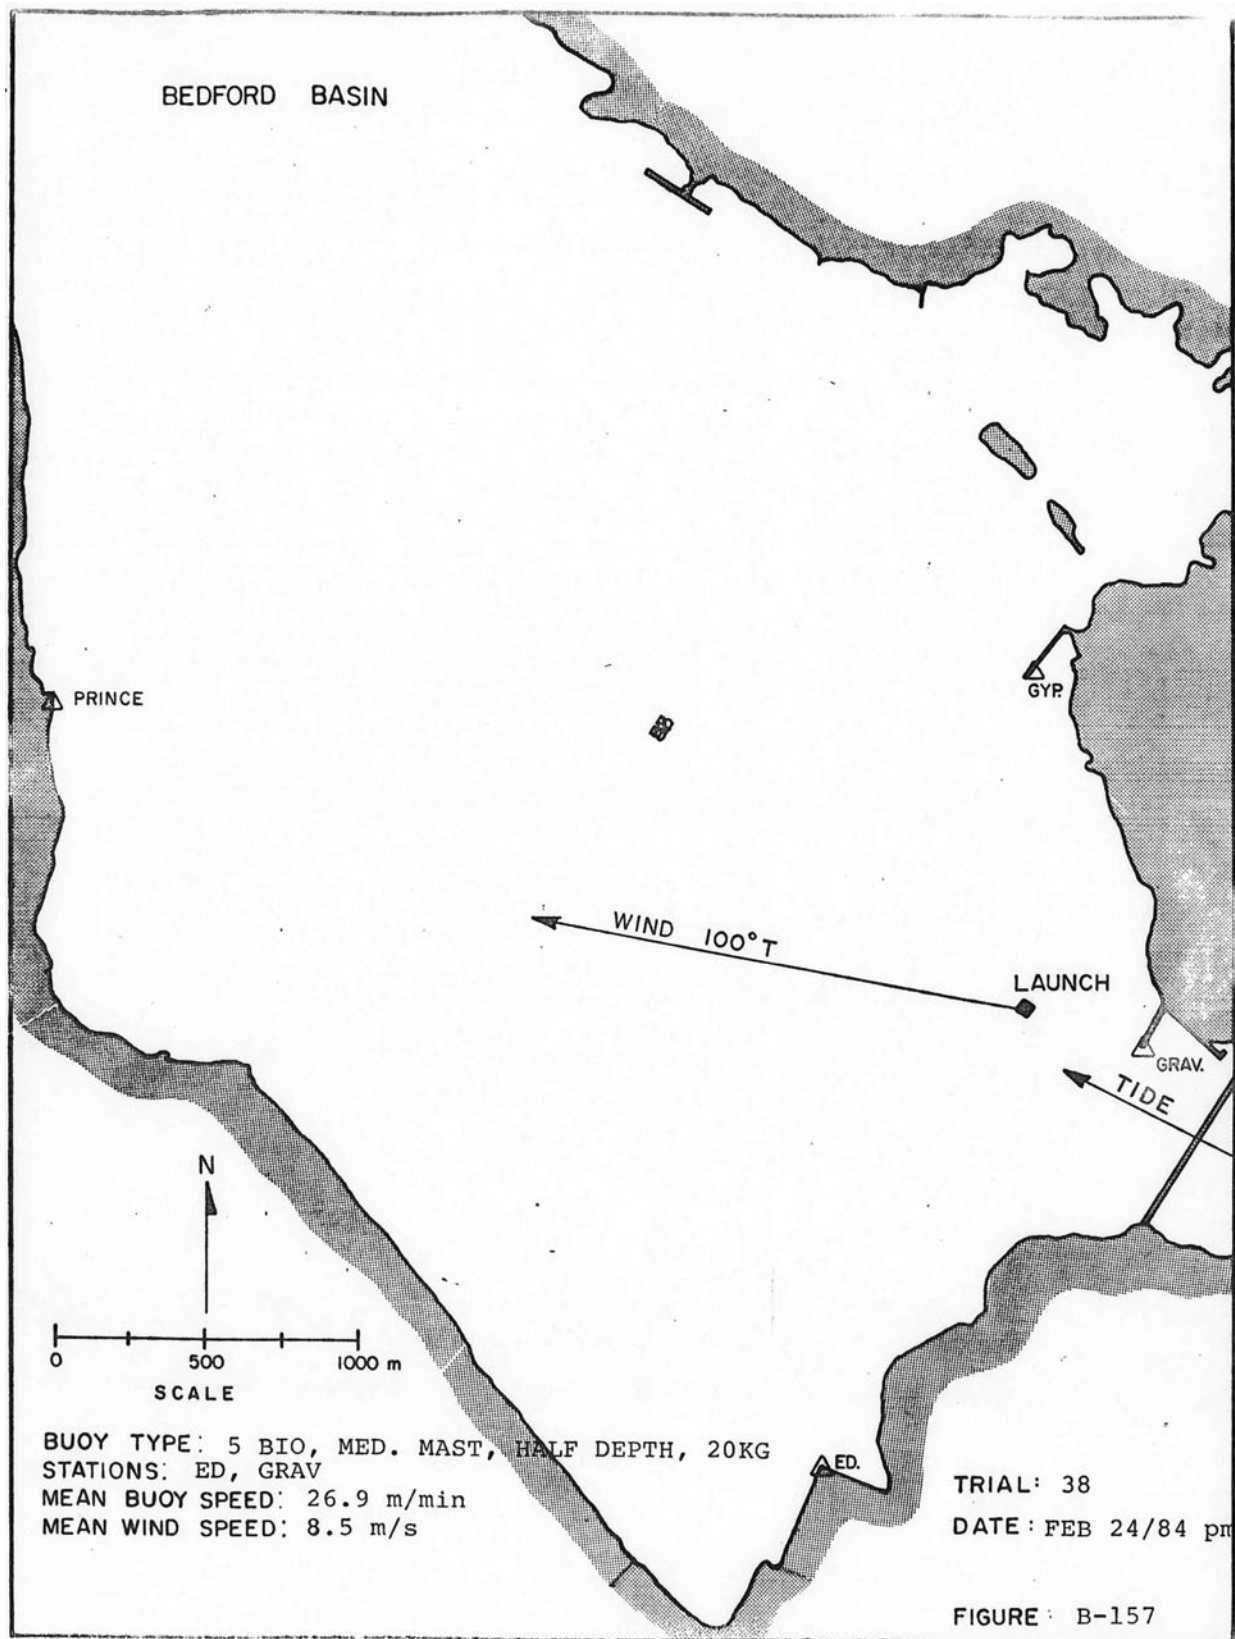 BEDFORD BASIN
PRINCE
GYP.
WIND 100°T
LAUNCH
GRAV.
TIDE
N
0 500 1000 m
SCALE
ED.
BUOY TYPE: 5 BIO, MED. MAST, HALF DEPTH, 20KG
STATIONS: ED, GRAV
MEAN BUOY SPEED: 26.9 m/min
MEAN WIND SPEED: 8.5 m/s
TRIAL: 38
DATE: FEB 24/84 pm
FIGURE: B-157